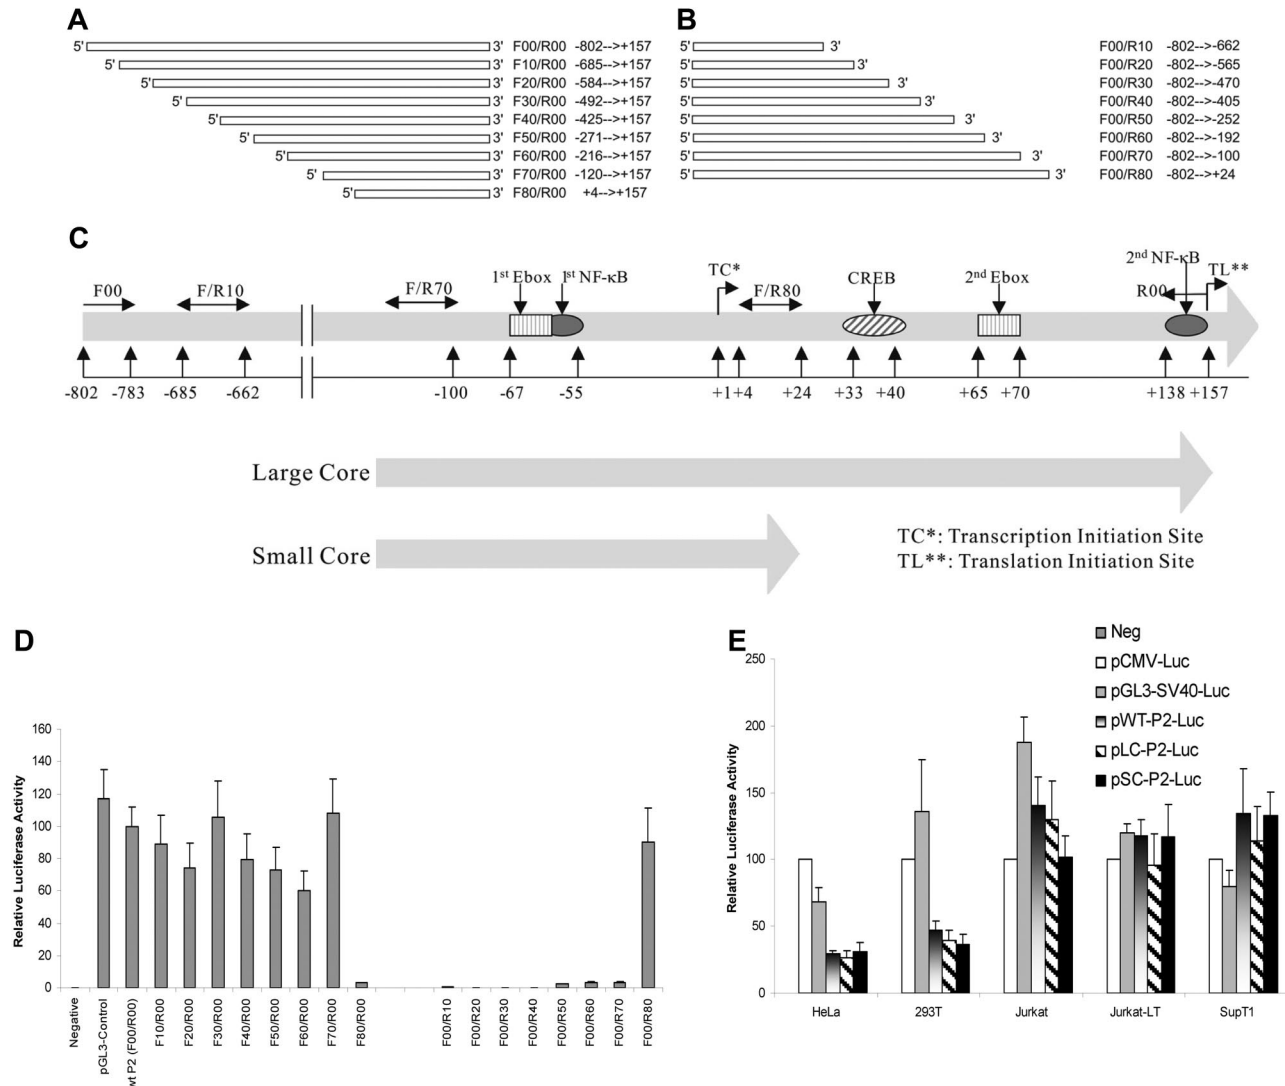 A
5' 3' F00/R00 -802-->+157
5' 3' F10/R00 -685-->+157
5' 3' F20/R00 -584-->+157
5' 3' F30/R00 -492-->+157
5' 3' F40/R00 -425-->+157
5' 3' F50/R00 -271-->+157
5' 3' F60/R00 -216-->+157
5' 3' F70/R00 -120-->+157
5' 3' F80/R00 +4-->+157
B
5' 3' F00/R10 -802-->-662
5' 3' F00/R20 -802-->-565
5' 3' F00/R30 -802-->-470
5' 3' F00/R40 -802-->-405
5' 3' F00/R50 -802-->-252
5' 3' F00/R60 -802-->-192
5' 3' F00/R70 -802-->-100
5' 3' F00/R80 -802-->+24
C
F00 F/R10 F/R70 1st Ebox 1st NF-κB TC* F/R80 CREB 2nd Ebox 2nd NF-κB R00 TL**
-802 -783 -685 -662 -100 -67 -55 +1 +4 +24 +33 +40 +65 +70 +138 +157
Large Core
Small Core
TC*: Transcription Initiation Site
TL**: Translation Initiation Site
D
Relative Luciferase Activity
160
140
120
100
80
60
40
20
0
Negative
pGL3-Control
wt P2 (F00/R00)
F10/R00
F20/R00
F30/R00
F40/R00
F50/R00
F60/R00
F70/R00
F80/R00
F00/R10
F00/R20
F00/R30
F00/R40
F00/R50
F00/R60
F00/R70
F00/R80
E
Neg
pCMV-Luc
pGL3-SV40-Luc
pWT-P2-Luc
pLC-P2-Luc
pSC-P2-Luc
Relative Luciferase Activity
250
200
150
100
50
0
HeLa 293T Jurkat Jurkat-LT SupT1